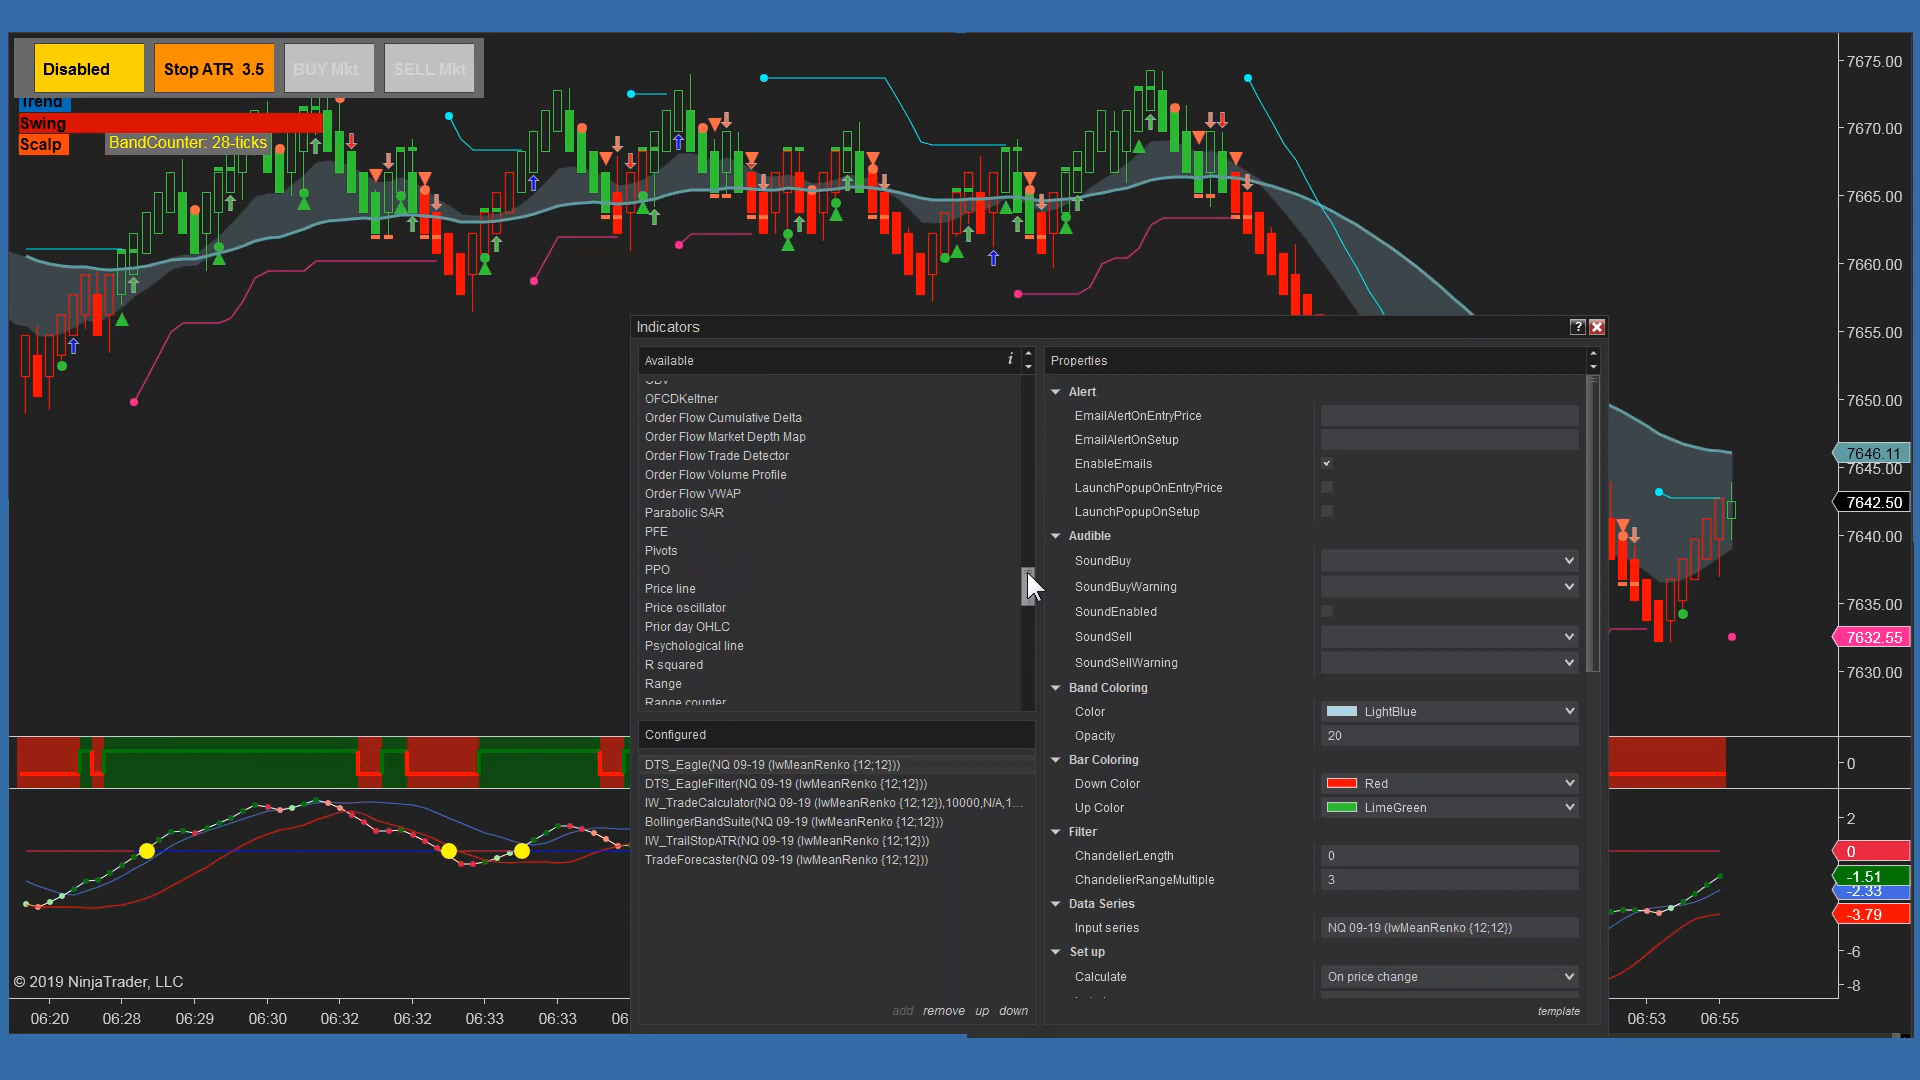 Disabled
Stop ATR 3.5
BUY Mkt
SELL Mkt
Trend
Swing
Scalp
BandCounter: 28-ticks
7675.00
7670.00
7665.00
7660.00
7655.00
7650.00
7646.11
7645.00
7642.50
7640.00
7635.00
7632.55
7630.00
Indicators
?
Available
i
OBV
OFCDKeltner
Order Flow Cumulative Delta
Order Flow Market Depth Map
Order Flow Trade Detector
Order Flow Volume Profile
Order Flow VWAP
Parabolic SAR
PFE
Pivots
PPO
Price line
Price oscillator
Prior day OHLC
Psychological line
R squared
Range
Range counter
Configured
DTS_Eagle(NQ 09-19 (IwMeanRenko {12;12}))
DTS_EagleFilter(NQ 09-19 (IwMeanRenko {12;12}))
IW_TradeCalculator(NQ 09-19 (IwMeanRenko {12;12}),10000,N/A,1...
BollingerBandSuite(NQ 09-19 (IwMeanRenko {12;12}))
IW_TrailStopATR(NQ 09-19 (IwMeanRenko {12;12}))
TradeForecaster(NQ 09-19 (IwMeanRenko {12;12}))
add remove up down
Properties
Alert
EmailAlertOnEntryPrice
EmailAlertOnSetup
EnableEmails
LaunchPopupOnEntryPrice
LaunchPopupOnSetup
Audible
SoundBuy
SoundBuyWarning
SoundEnabled
SoundSell
SoundSellWarning
Band Coloring
Color LightBlue
Opacity 20
Bar Coloring
Down Color Red
Up Color LimeGreen
Filter
ChandelierLength 0
ChandelierRangeMultiple 3
Data Series
Input series NQ 09-19 (IwMeanRenko {12;12})
Set up
Calculate On price change
template
0
2
0
-1.51
-2.33
-3.79
-6
-8
© 2019 NinjaTrader, LLC
06:20 06:28 06:29 06:30 06:32 06:32 06:33 06:33 06 06:53 06:55